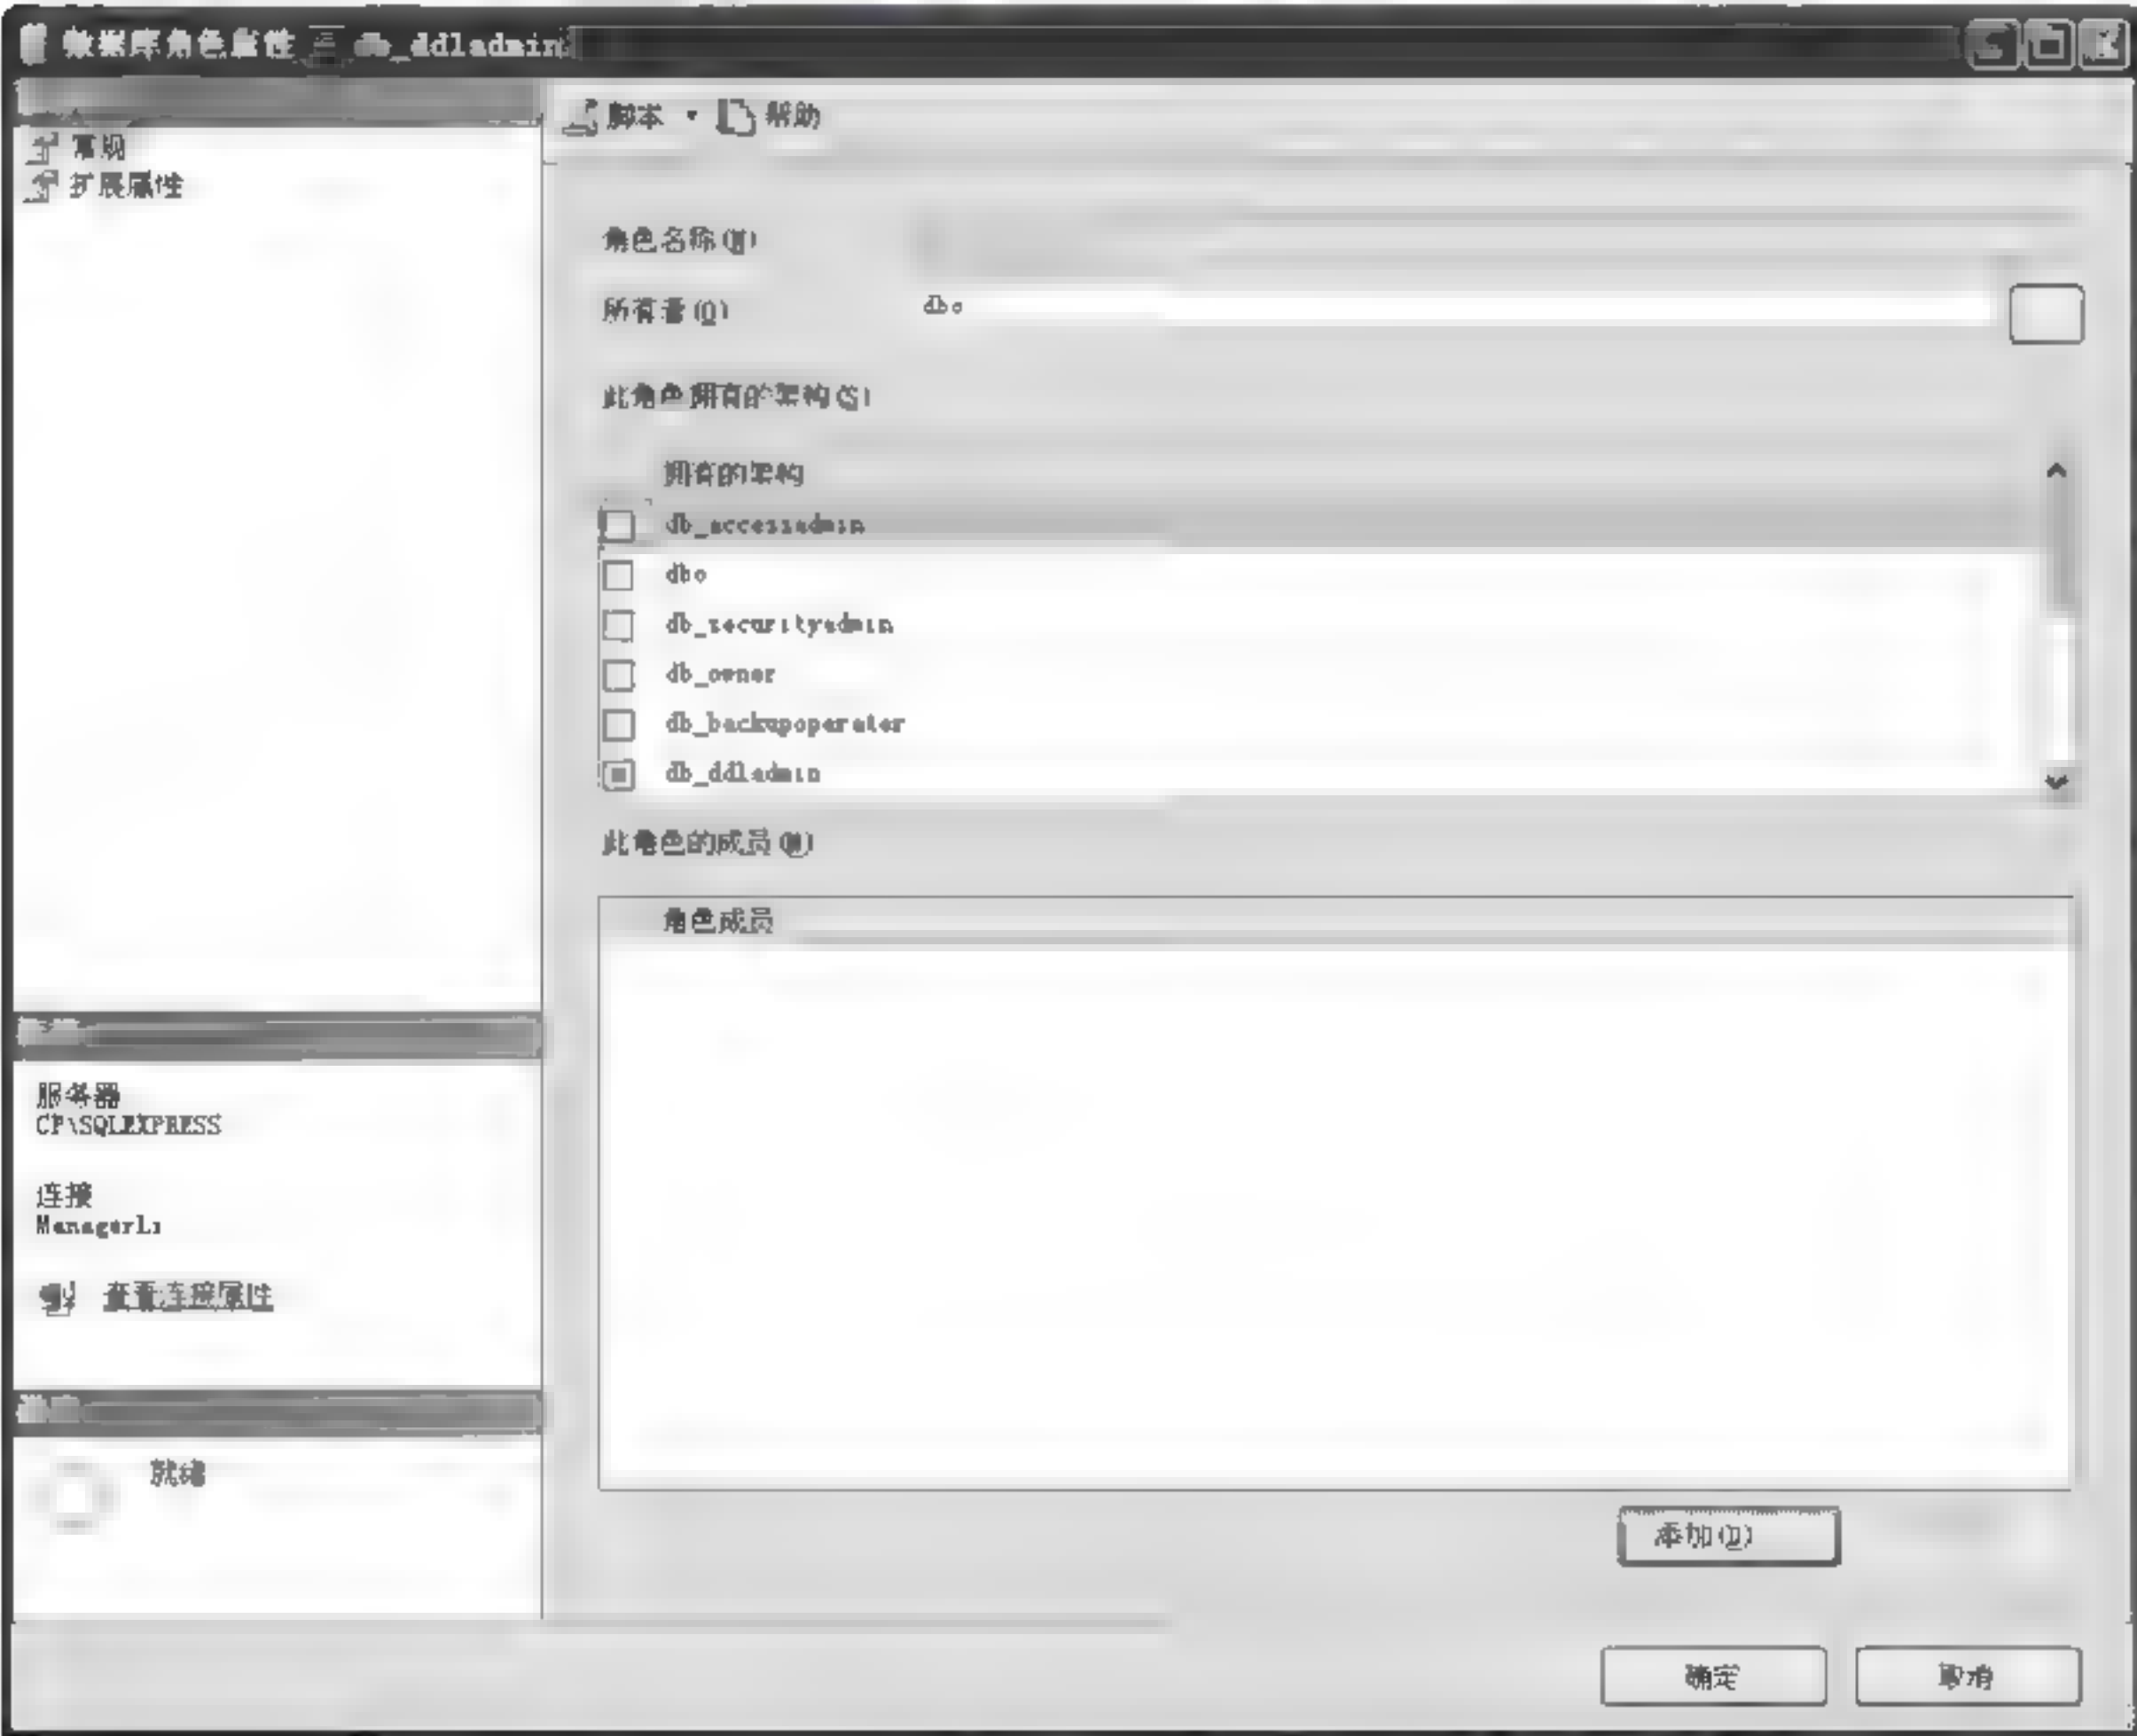 数据库角色属性 - db_ddladmin
常规
扩展属性
脚本 帮助
角色名称(N)
所有者(O)
dbo
此角色拥有的架构(S)
拥有的架构
db_accessadmin
dbo
db_securityadmin
db_owner
db_backupoperator
db_ddladmin
此角色的成员(M)
角色成员
服务器
CP\SQLEXPRESS
连接
ManagerLi
查看连接属性
就绪
添加(D)
确定
取消